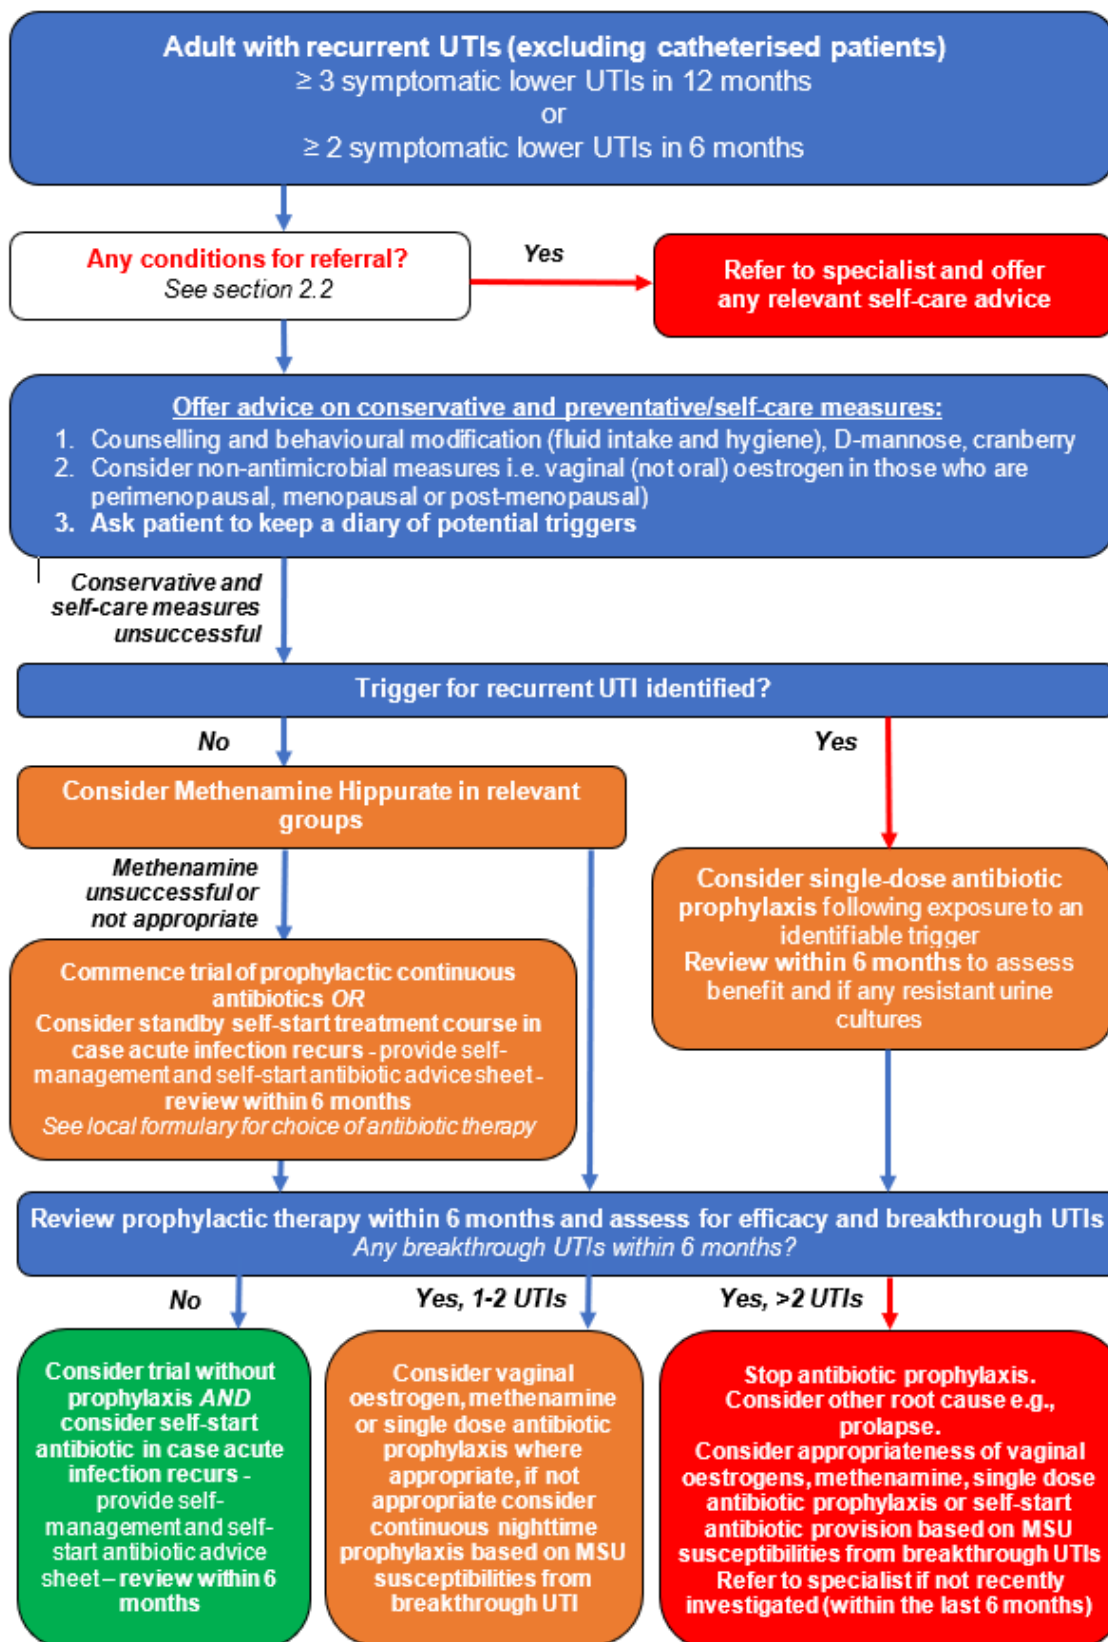 Adult with recurrent UTIs (excluding catheterised patients)
≥ 3 symptomatic lower UTIs in 12 months
or
≥ 2 symptomatic lower UTIs in 6 months
Any conditions for referral?
See section 2.2
Yes
Refer to specialist and offer
any relevant self-care advice
Offer advice on conservative and preventative/self-care measures:
1. Counselling and behavioural modification (fluid intake and hygiene), D-mannose, cranberry
2. Consider non-antimicrobial measures i.e. vaginal (not oral) oestrogen in those who are
perimenopausal, menopausal or post-menopausal)
3. Ask patient to keep a diary of potential triggers
Conservative and
self-care measures
unsuccessful
Trigger for recurrent UTI identified?
No
Yes
Consider Methenamine Hippurate in relevant
groups
Methenamine
unsuccessful or
not appropriate
Consider single-dose antibiotic
prophylaxis following exposure to an
identifiable trigger
Review within 6 months to assess
benefit and if any resistant urine
cultures
Commence trial of prophylactic continuous
antibiotics OR
Consider standby self-start treatment course in
case acute infection recurs - provide self-
management and self-start antibiotic advice sheet -
review within 6 months
See local formulary for choice of antibiotic therapy
Review prophylactic therapy within 6 months and assess for efficacy and breakthrough UTIs
Any breakthrough UTIs within 6 months?
No
Yes, 1-2 UTIs
Yes, >2 UTIs
Consider trial without
prophylaxis AND
consider self-start
antibiotic in case acute
infection recurs -
provide self-
management and self-
start antibiotic advice
sheet – review within 6
months
Consider vaginal
oestrogen, methenamine
or single dose antibiotic
prophylaxis where
appropriate, if not
appropriate consider
continuous nighttime
prophylaxis based on MSU
susceptibilities from
breakthrough UTI
Stop antibiotic prophylaxis.
Consider other root cause e.g.,
prolapse.
Consider appropriateness of vaginal
oestrogens, methenamine, single dose
antibiotic prophylaxis or self-start
antibiotic provision based on MSU
susceptibilities from breakthrough UTIs
Refer to specialist if not recently
investigated (within the last 6 months)